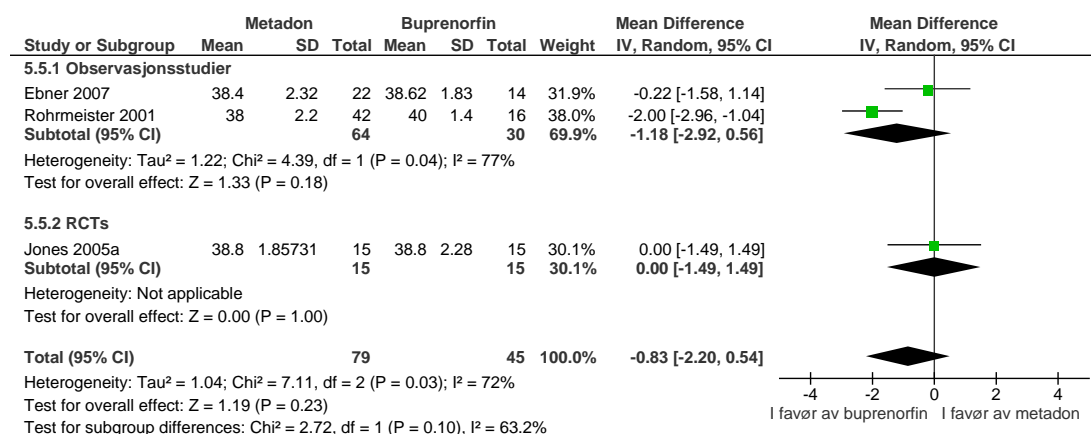 Metadon Buprenorfin Mean Difference Mean Difference
Study or Subgroup Mean SD Total Mean SD Total Weight IV, Random, 95% CI IV, Random, 95% CI
5.5.1 Observasjonsstudier
Ebner 2007 38.4 2.32 22 38.62 1.83 14 31.9% -0.22 [-1.58, 1.14]
Rohrmeister 2001 38 2.2 42 40 1.4 16 38.0% -2.00 [-2.96, -1.04]
Subtotal (95% CI) 64 30 69.9% -1.18 [-2.92, 0.56]
Heterogeneity: Tau² = 1.22; Chi² = 4.39, df = 1 (P = 0.04); I² = 77%
Test for overall effect: Z = 1.33 (P = 0.18)
5.5.2 RCTs
Jones 2005a 38.8 1.85731 15 38.8 2.28 15 30.1% 0.00 [-1.49, 1.49]
Subtotal (95% CI) 15 15 30.1% 0.00 [-1.49, 1.49]
Heterogeneity: Not applicable
Test for overall effect: Z = 0.00 (P = 1.00)
Total (95% CI) 79 45 100.0% -0.83 [-2.20, 0.54]
Heterogeneity: Tau² = 1.04; Chi² = 7.11, df = 2 (P = 0.03); I² = 72%
Test for overall effect: Z = 1.19 (P = 0.23)
Test for subgroup differences: Chi² = 2.72, df = 1 (P = 0.10), I² = 63.2%
-4 -2 0 2 4
I favør av buprenorfin I favør av metadon